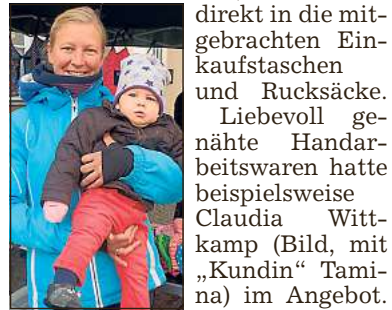 direkt in die mit-
gebrachten Ein-
kaufstaschen
und Rucksäcke.
Liebevoll ge-
nähte Handar-
beitswaren hatte
beispielsweise
Claudia Witt-
kamp (Bild, mit
„Kundin“ Tami-
na) im Angebot.